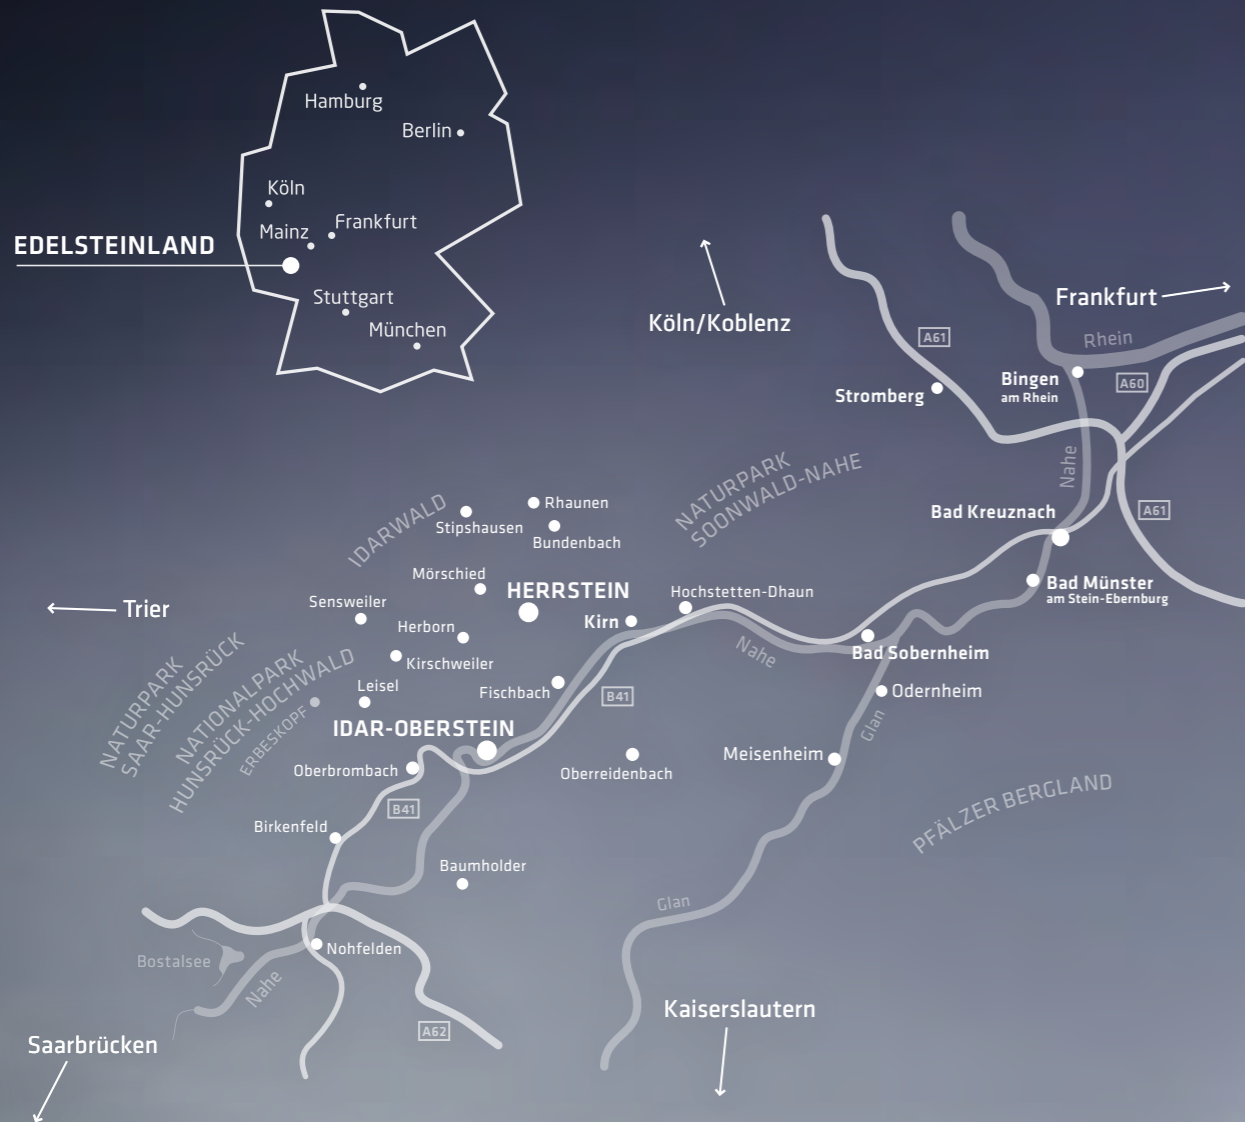 Hamburg
Berlin
Köln
Frankfurt
Mainz
EDELSTEINLAND
Stuttgart
München
Köln/Koblenz
Frankfurt
Rhein
A61
Bingen
am Rhein
A60
Stromberg
Nahe
NATURPARK
SOONWALD-NAHE
A61
Bad Kreuznach
Bad Münster
am Stein-Ebernburg
IDARWALD
Rhaunen
Stipshausen
Bundenbach
Mörschied
HERRSTEIN
Hochstetten-Dhaun
Trier
Sensweiler
Herborn
Kirn
Nahe
Bad Sobernheim
Kirschweiler
NATURPARK
SAAR-HUNSRÜCK
NATIONALPARK
HUNSRÜCK-HOCHWALD
ERBESKOPF
Leisel
Fischbach
B41
Odernheim
Glan
IDAR-OBERSTEIN
Meisenheim
Oberbrombach
Oberreidenbach
PFÄLZER BERGLAND
B41
Birkenfeld
Baumholder
Glan
Nohfelden
Bostalsee
Nahe
A62
Kaiserslautern
Saarbrücken